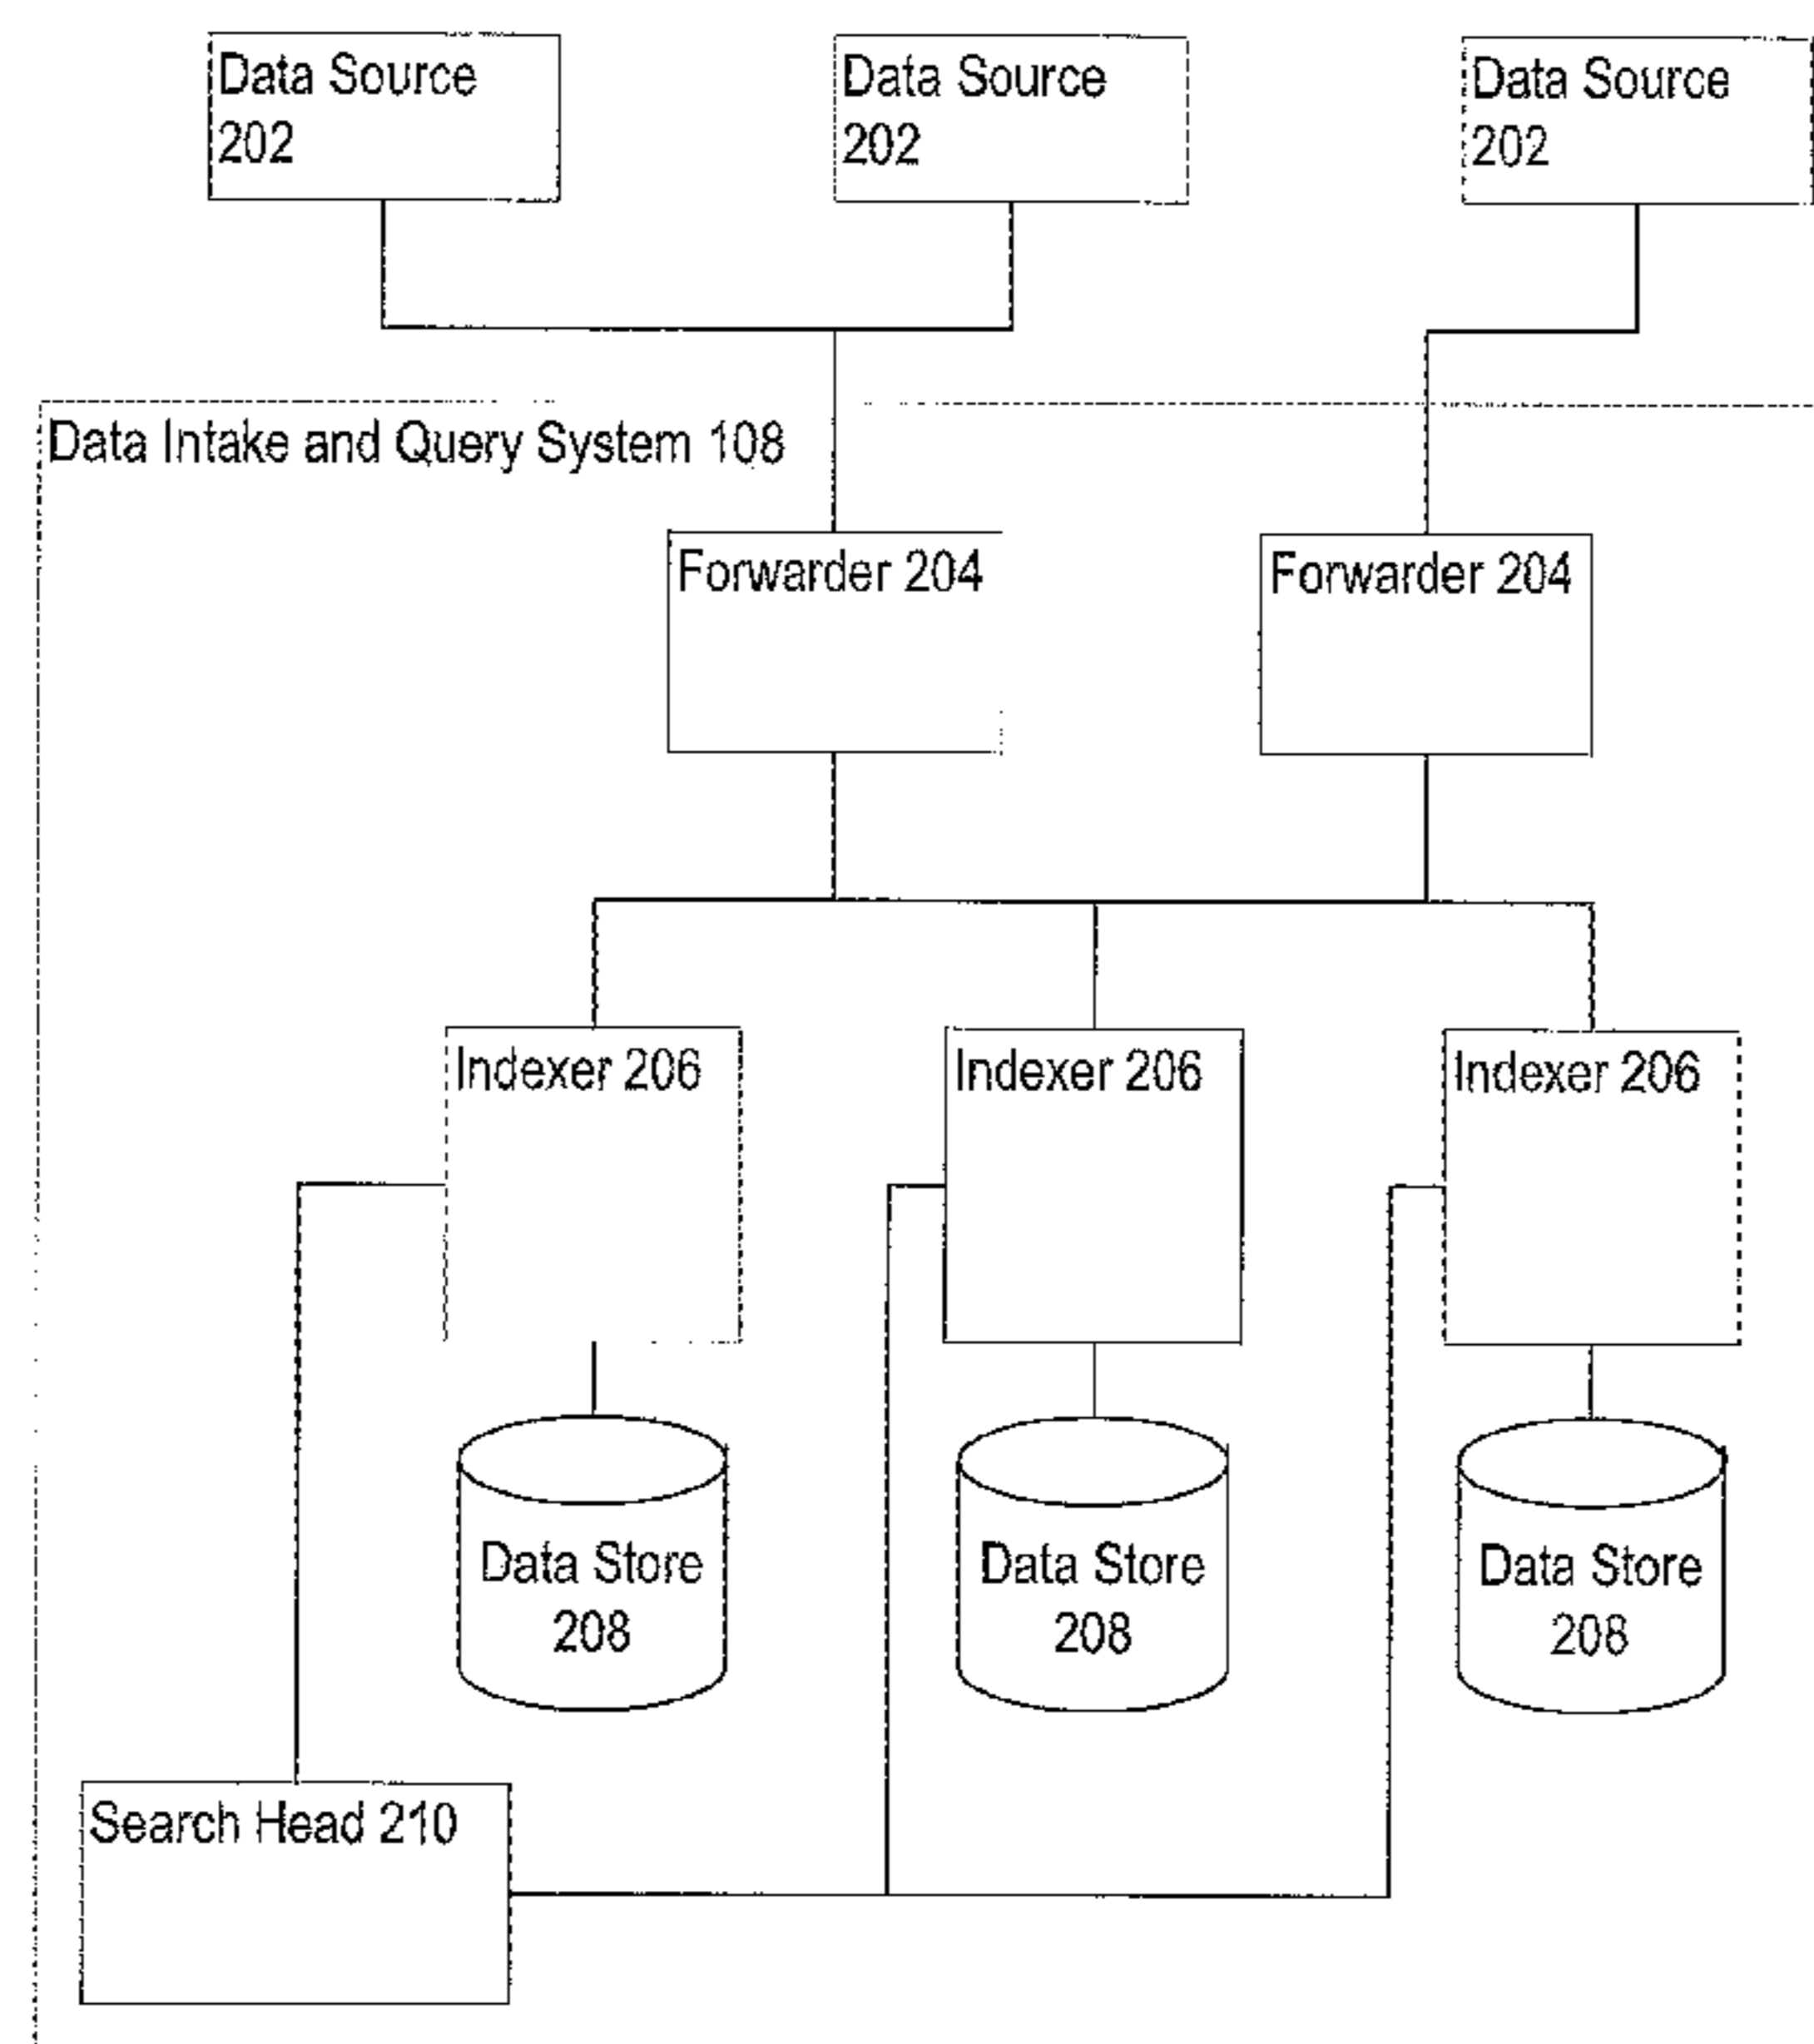 Data Source
202
Data Source
202
Data Source
202
Data Intake and Query System 108
Forwarder 204
Forwarder 204
Indexer 206
Indexer 206
Indexer 206
Data Store
208
Data Store
208
Data Store
208
Search Head 210